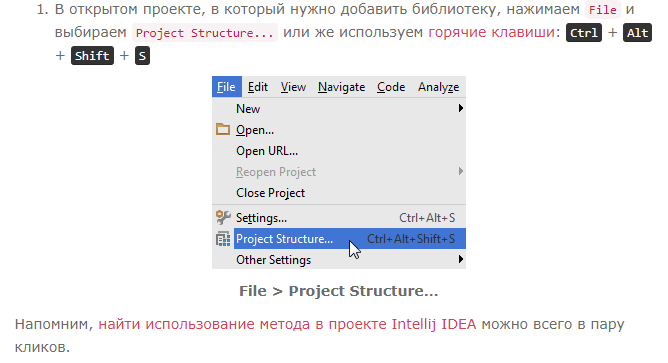 1. В открытом проекте, в который нужно добавить библиотеку, нажимаем File и
выбираем Project Structure... или же используем горячие клавиши: Ctrl + Alt
+ Shift + S
File Edit View Navigate Code Analyze
New
Open...
Open URL...
Reopen Project
Close Project
Settings... Ctrl+Alt+S
Project Structure... Ctrl+Alt+Shift+S
Other Settings
File > Project Structure...
Напомним, найти использование метода в проекте Intellij IDEA можно всего в пару
кликов.